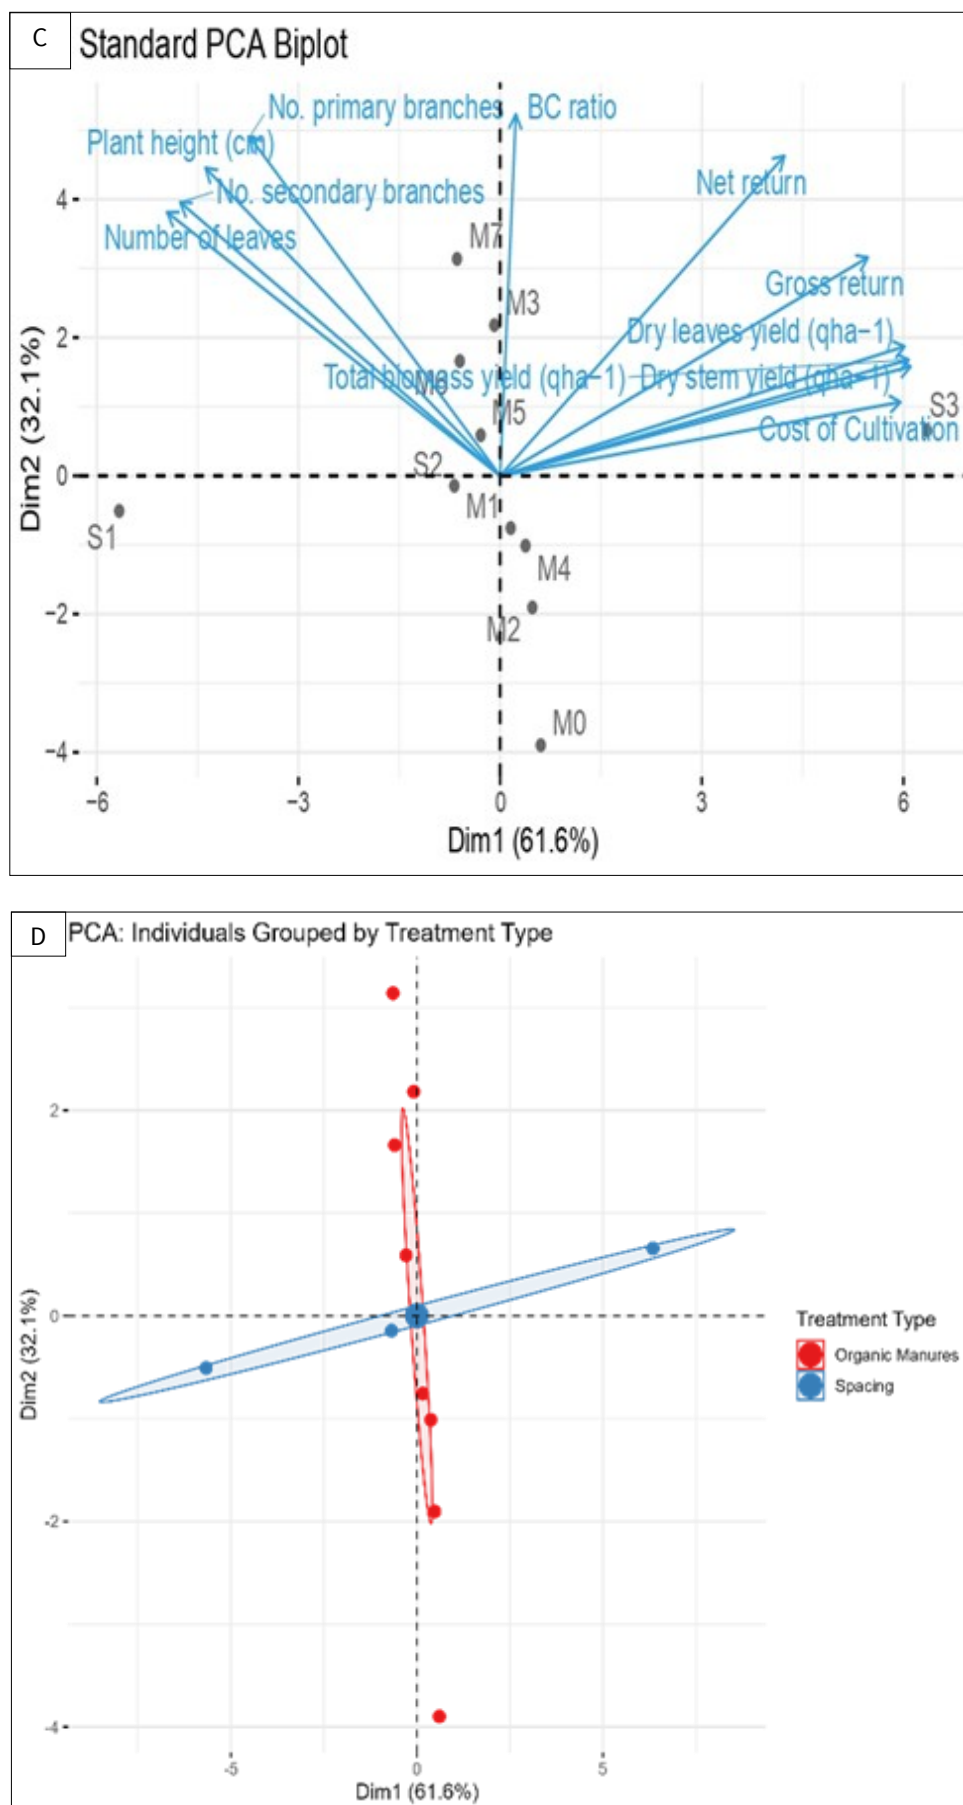 C
Standard PCA Biplot
No. primary branches
BC ratio
Plant height (cm)
Net return
No. secondary branches
Number of leaves
M7
Gross return
M3
Dry leaves yield (qha−1)
Total biomass yield (qha−1)
Dry stem yield (qha−1)
M6
M5
S3
Cost of Cultivation
S2
M1
S1
M4
M2
M0
4
2
0
−2
−4
Dim2 (32.1%)
−6
−3
0
3
6
Dim1 (61.6%)
D
PCA: Individuals Grouped by Treatment Type
2
0
-2
-4
Dim2 (32.1%)
-5
0
5
Dim1 (61.6%)
Treatment Type
Organic Manures
Spacing